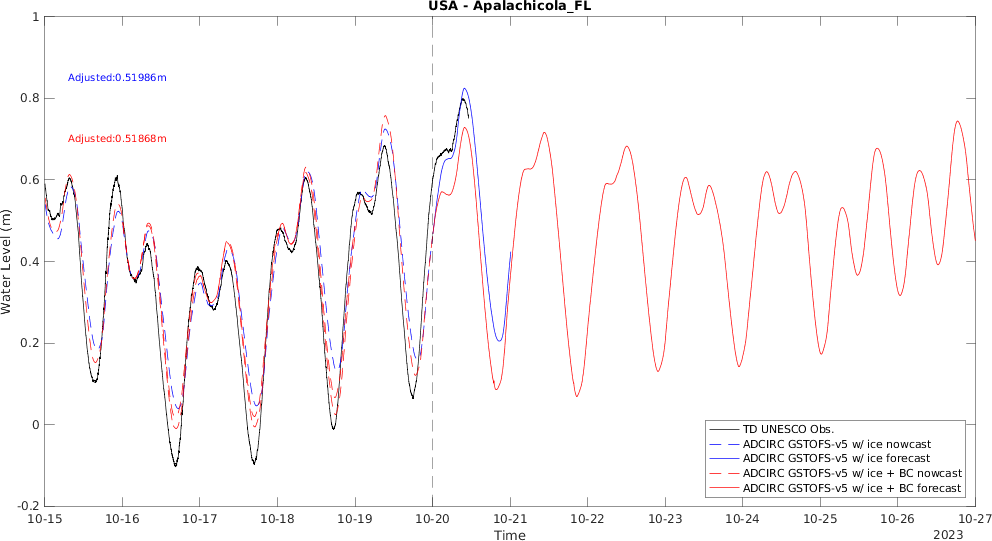 USA - Apalachicola_FL
1
Adjusted:0.51986m
0.8
Adjusted:0.51868m
0.6
Water Level (m)
0.4
0.2
0
-0.2
TD UNESCO Obs.
ADCIRC GSTOFS-v5 w/ ice nowcast
ADCIRC GSTOFS-v5 w/ ice forecast
ADCIRC GSTOFS-v5 w/ ice + BC nowcast
ADCIRC GSTOFS-v5 w/ ice + BC forecast
10-15 10-16 10-17 10-18 10-19 10-20 10-21 10-22 10-23 10-24 10-25 10-26 10-27
Time
2023